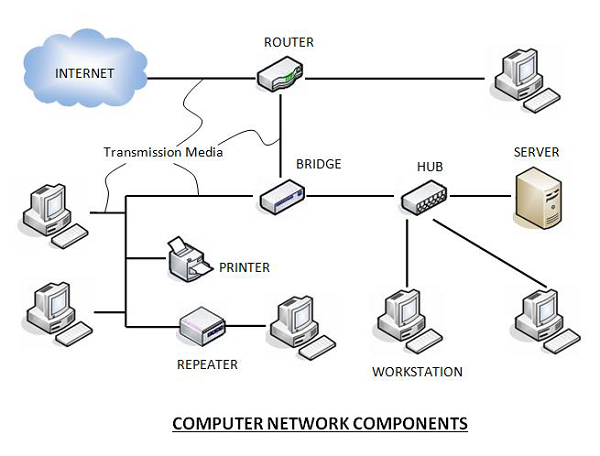 ROUTER
INTERNET
Transmission Media
BRIDGE
HUB
SERVER
PRINTER
REPEATER
WORKSTATION
COMPUTER NETWORK COMPONENTS